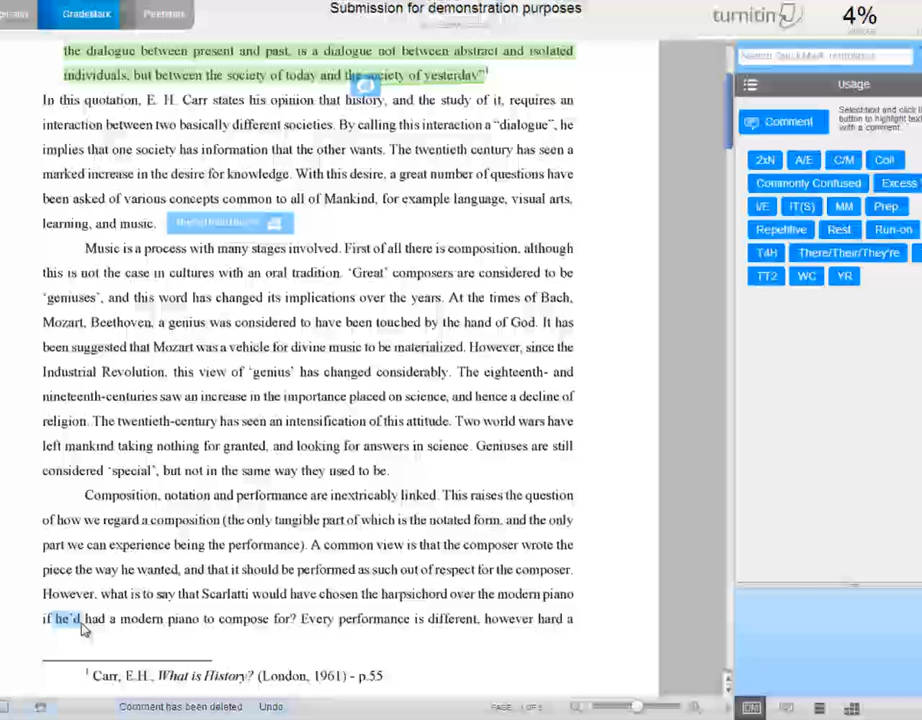 GradeMark
Peermark
Submission for demonstration purposes
turnitin
4%
the dialogue between present and past, is a dialogue not between abstract and isolated
individuals, but between the society of today and the society of yesterday"1
In this quotation, E. H. Carr states his opinion that history, and the study of it, requires an
interaction between two basically different societies. By calling this interaction a “dialogue”, he
implies that one society has information that the other wants. The twentieth century has seen a
marked increase in the desire for knowledge. With this desire, a great number of questions have
been asked of various concepts common to all of Mankind, for example language, visual arts,
learning, and music.
Music is a process with many stages involved. First of all there is composition, although
this is not the case in cultures with an oral tradition. ‘Great’ composers are considered to be
‘geniuses’, and this word has changed its implications over the years. At the times of Bach,
Mozart, Beethoven, a genius was considered to have been touched by the hand of God. It has
been suggested that Mozart was a vehicle for divine music to be materialized. However, since the
Industrial Revolution, this view of ‘genius’ has changed considerably. The eighteenth- and
nineteenth-centuries saw an increase in the importance placed on science, and hence a decline of
religion. The twentieth-century has seen an intensification of this attitude. Two world wars have
left mankind taking nothing for granted, and looking for answers in science. Geniuses are still
considered ‘special’, but not in the same way they used to be.
Composition, notation and performance are inextricably linked. This raises the question
of how we regard a composition (the only tangible part of which is the notated form, and the only
part we can experience being the performance). A common view is that the composer wrote the
piece the way he wanted, and that it should be performed as such out of respect for the composer.
However, what is to say that Scarlatti would have chosen the harpsichord over the modern piano
if he’d had a modern piano to compose for? Every performance is different, however hard a
1 Carr, E.H., What is History? (London, 1961) - p.55
Comment has been deleted Undo
PAGE: 1 OF 5
Search QuickMark
Usage
Comment
Select text and click
button to highlight text
with a comment.
2xN A/E C/M Coll
Commonly Confused Excess
I/E IT(S) MM Prep
Repetitive Rest Run-on
T4H There/Their/They're
TT2 WC YR